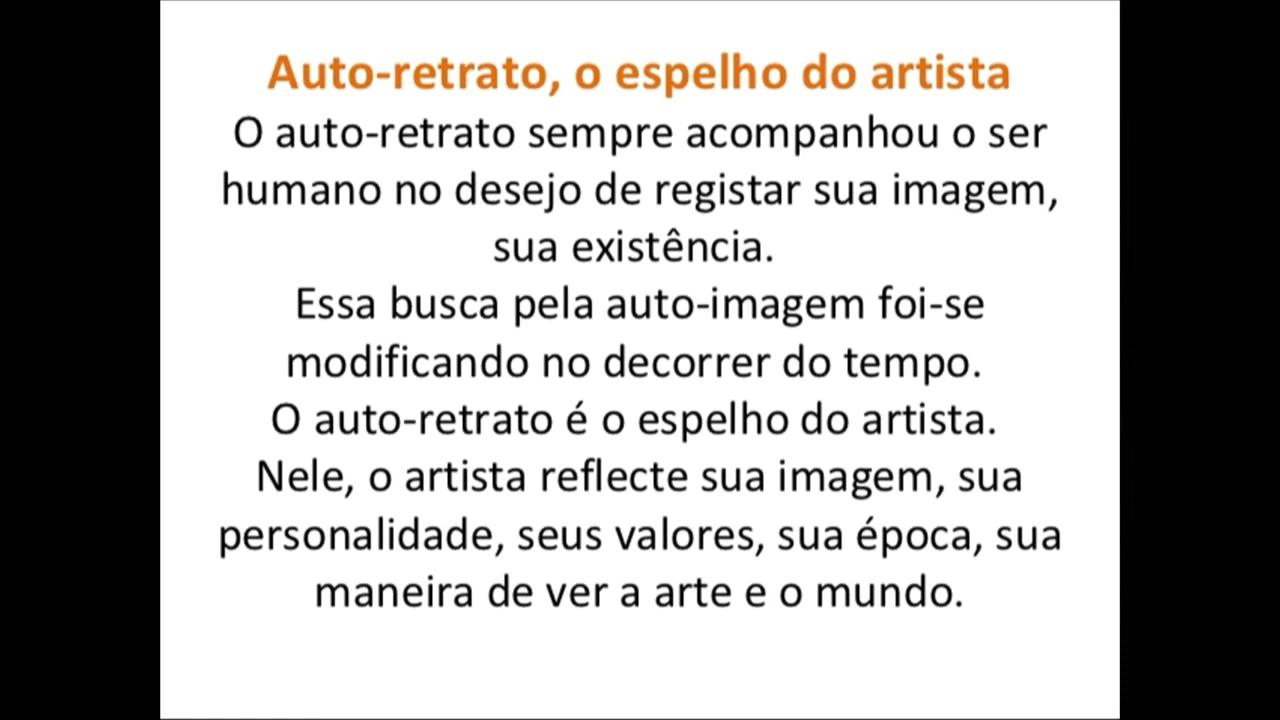 Auto-retrato, o espelho do artista
O auto-retrato sempre acompanhou o ser
humano no desejo de registar sua imagem,
sua existência.
Essa busca pela auto-imagem foi-se
modificando no decorrer do tempo.
O auto-retrato é o espelho do artista.
Nele, o artista reflecte sua imagem, sua
personalidade, seus valores, sua época, sua
maneira de ver a arte e o mundo.